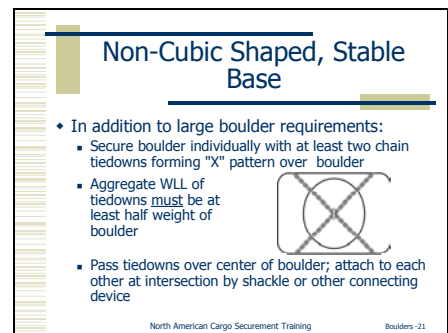 Non-Cubic Shaped, Stable
Base
In addition to large boulder requirements:
Secure boulder individually with at least two chain
tiedowns forming "X" pattern over boulder
Aggregate WLL of
tiedowns must be at
least half weight of
boulder
Pass tiedowns over center of boulder; attach to each
other at intersection by shackle or other connecting
device
North American Cargo Securement Training
Boulders -21